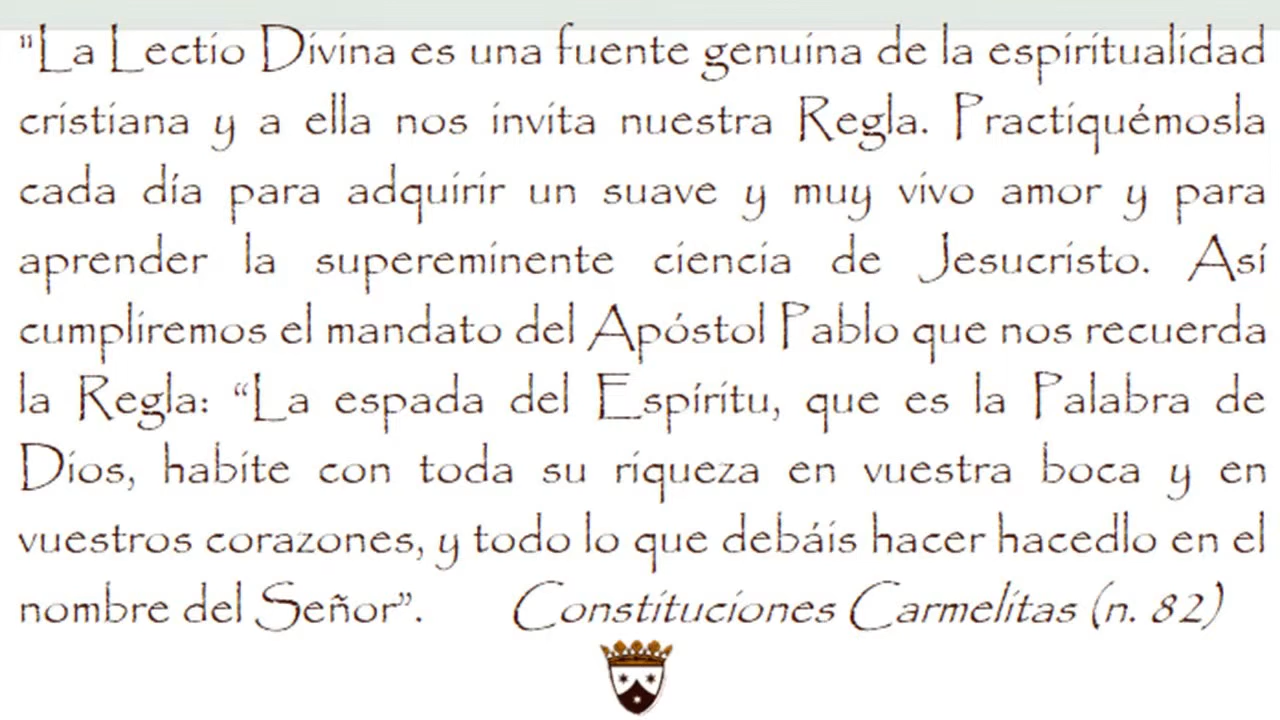 "La Lectio Divina es una fuente genuina de la espiritualidad
cristiana y a ella nos invita nuestra Regla. Practiquémosla
cada día para adquirir un suave y muy vivo amor y para
aprender la supereminente ciencia de Jesucristo. Así
cumpliremos el mandato del Apóstol Pablo que nos recuerda
la Regla: “La espada del Espíritu, que es la Palabra de
Dios, habite con toda su riqueza en vuestra boca y en
vuestros corazones, y todo lo que debáis hacer hacedlo en el
nombre del Señor”. Constituciones Carmelitas (n. 82)